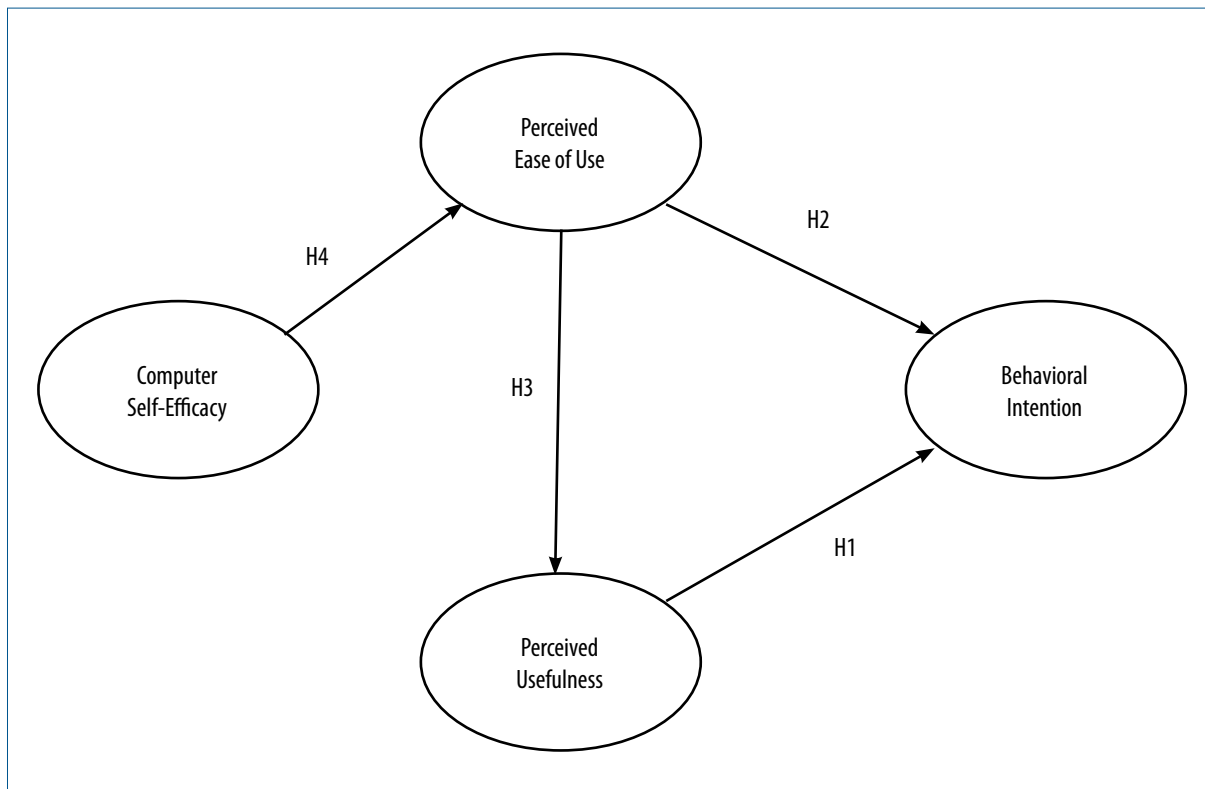 Perceived
Ease of Use
H2
H4
Computer
Self-Efficacy
H3
Behavioral
Intention
H1
Perceived
Usefulness